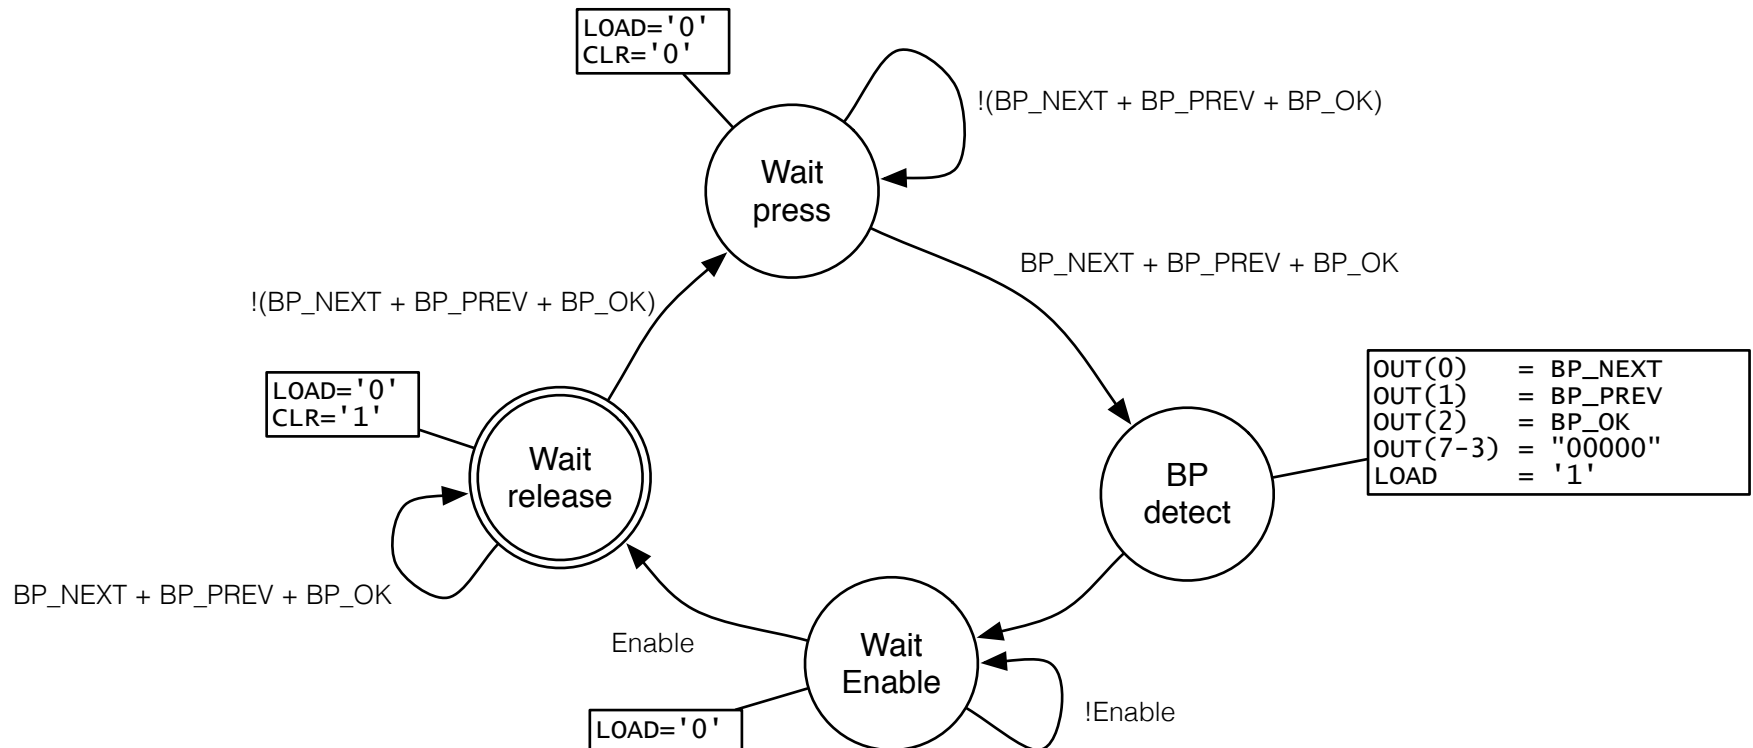 LOAD='0'
CLR='0'
!(BP_NEXT + BP_PREV + BP_OK)
Wait
press
BP_NEXT + BP_PREV + BP_OK
!(BP_NEXT + BP_PREV + BP_OK)
LOAD='0'
CLR='1'
OUT(0) = BP_NEXT
OUT(1) = BP_PREV
OUT(2) = BP_OK
OUT(7-3) = "00000"
LOAD = '1'
Wait
release
BP
detect
BP_NEXT + BP_PREV + BP_OK
Enable
Wait
Enable
!Enable
LOAD='0'